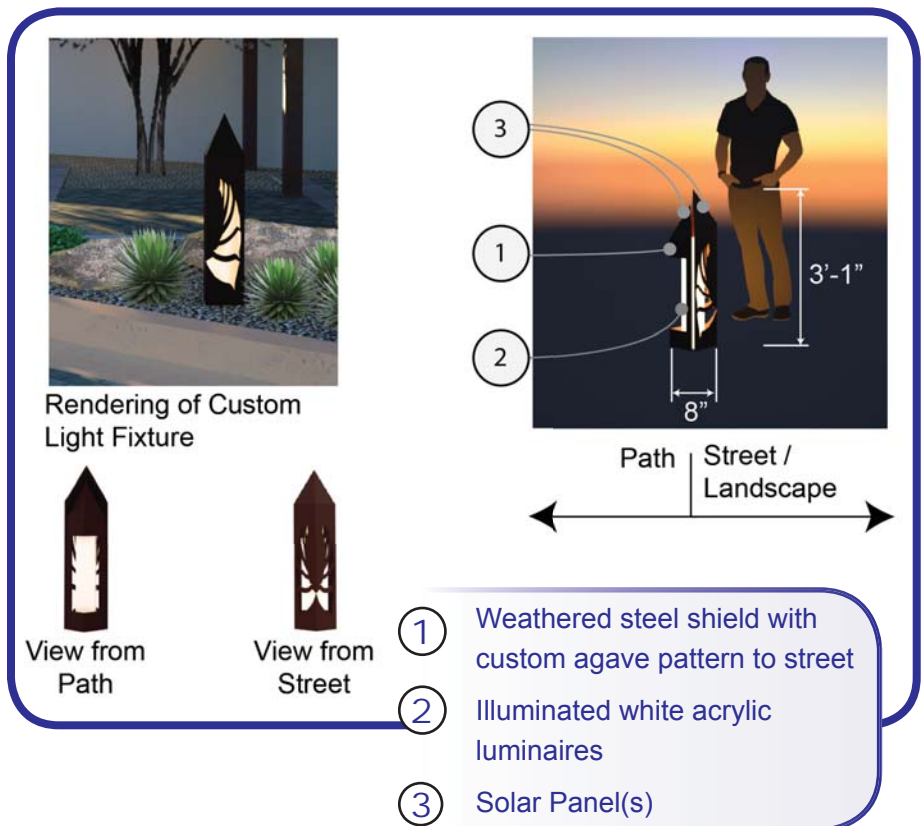 Rendering of Custom
Light Fixture
View from
Path
View from
Street
3
1
2
3’-1”
8”
Path
Street /
Landscape
1
Weathered steel shield with
custom agave pattern to street
2
Illuminated white acrylic
luminaires
3
Solar Panel(s)